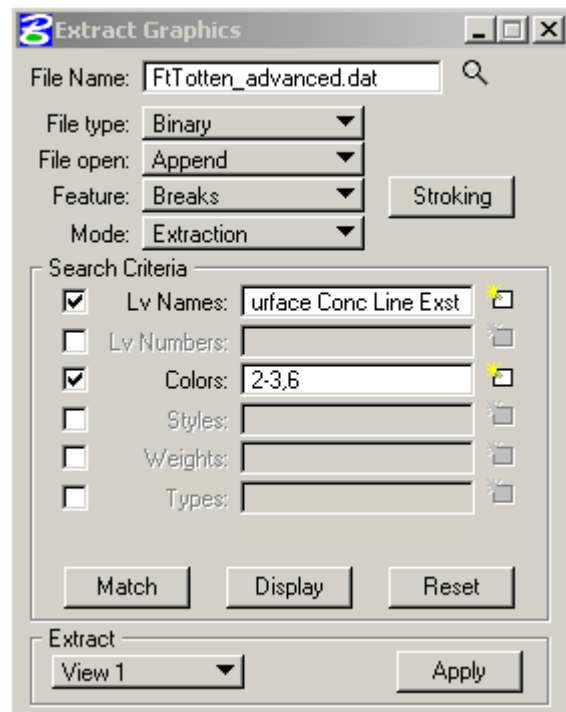 Extract Graphics
File Name: FtTotten_advanced.dat
File type: Binary
File open: Append
Feature: Breaks Stroking
Mode: Extraction
Search Criteria
Lv Names: urface Conc Line Exst
Lv Numbers:
Colors: 2-3,6
Styles:
Weights:
Types:
Match Display Reset
Extract
View 1 Apply